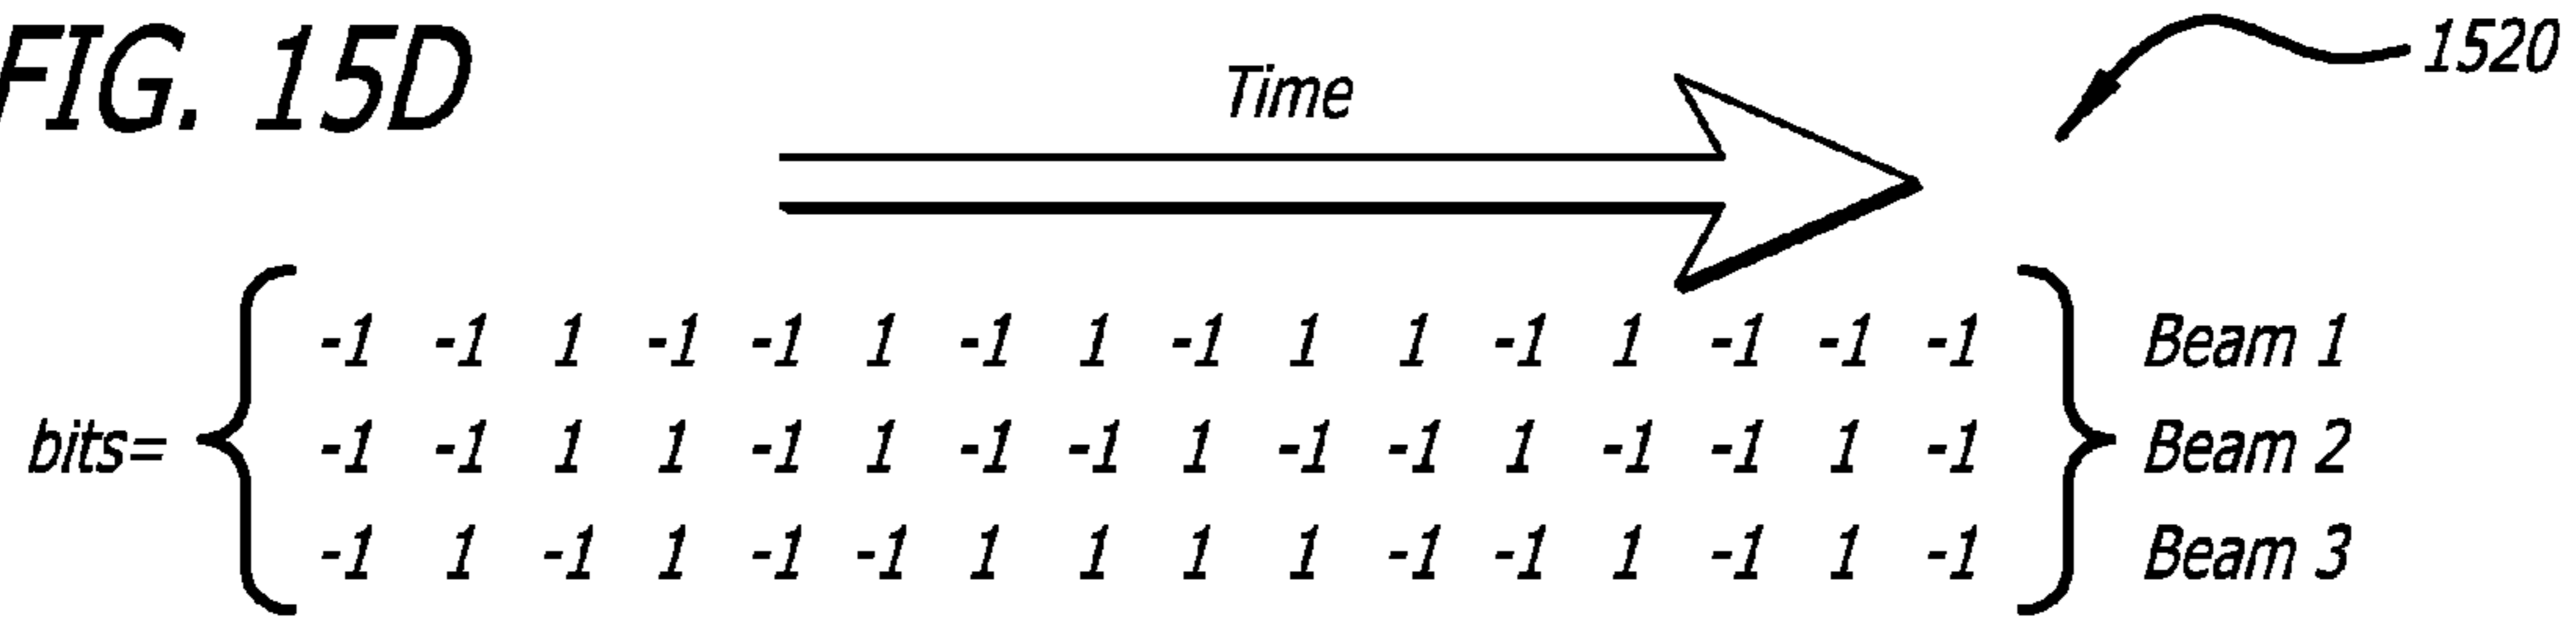 FIG. 15D
Time
1520
-1 -1 1 -1 -1 1 -1 1 -1 1 1 -1 1 -1 -1 -1 Beam 1
bits= -1 -1 1 1 -1 1 -1 -1 1 -1 -1 1 -1 -1 1 -1 Beam 2
-1 1 -1 1 -1 -1 1 1 1 1 -1 -1 1 -1 1 -1 Beam 3